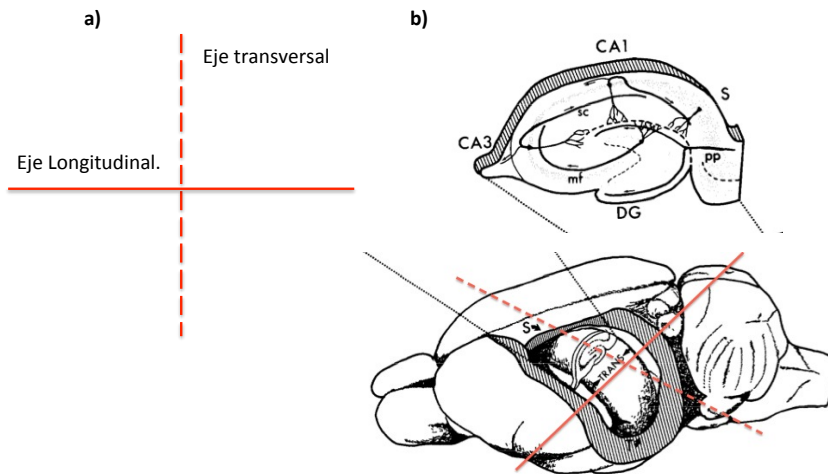 a)
Eje transversal
Eje Longitudinal.
b)
CA1
S
sc
CA3
pp
mf
DG
S
TRANS
T